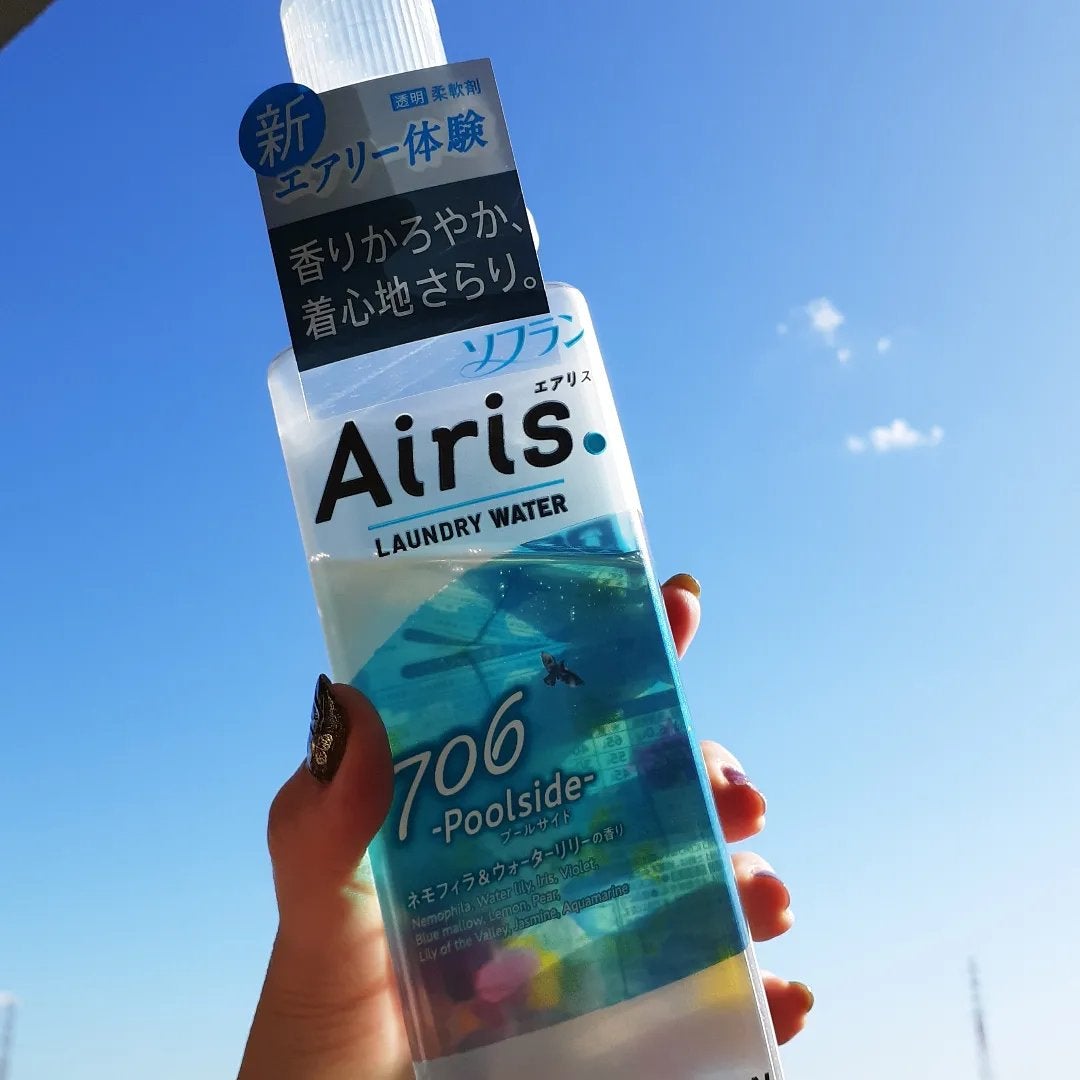 新
透明 柔軟剤
エアリー体験
香りかろやか、
着心地さらり。
ソフラン
エアリス
Airis.
LAUNDRY WATER
706
-Poolside-
プールサイド
ネモフィラ&ウォーターリリーの香り
Nemophila, Water lily, Iris, Violet,
Blue mallow, Lemon, Pear,
Lily of the Valley, Jasmine, Aquamarine